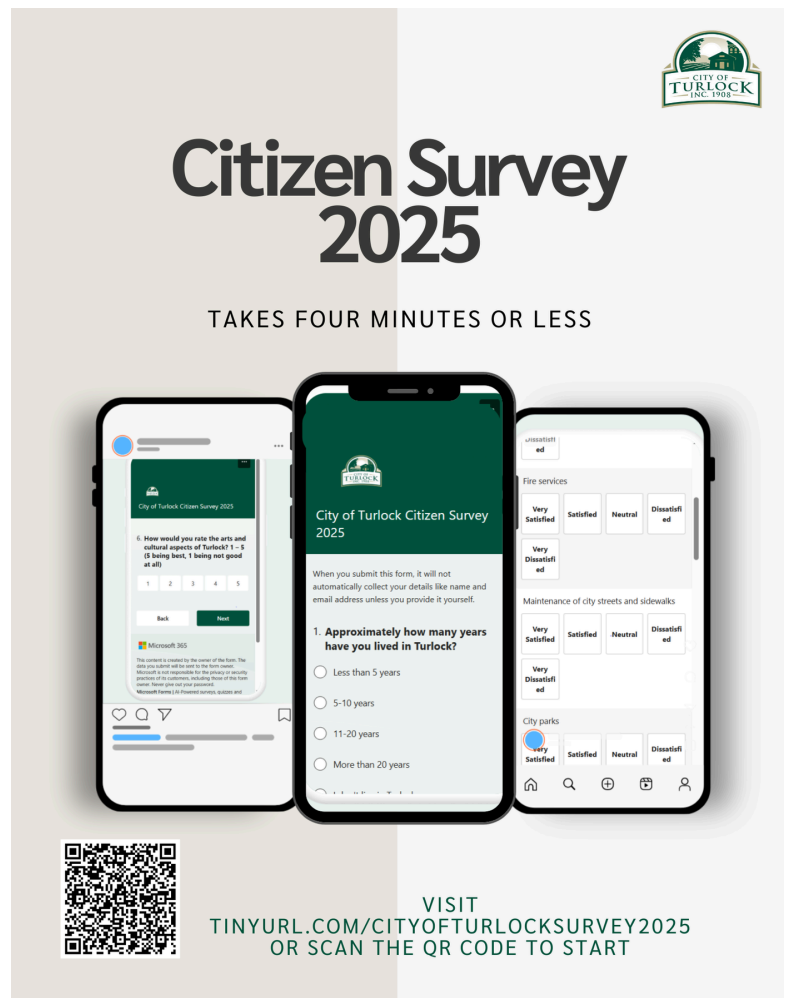 CITY OF
TURLOCK
INC. 1908
Citizen Survey
2025
TAKES FOUR MINUTES OR LESS
City of Turlock Citizen Survey 2025
6. How would you rate the arts and
cultural aspects of Turlock? 1 – 5
(5 being best, 1 being not good
at all)
1 2 3 4 5
Back Next
Microsoft 365
This content is created by the owner of the form. The
data you submit will be sent to the form owner.
Microsoft is not responsible for the privacy or security
practices of its customers, including those of this form
owner. Never give out your password.
Microsoft Forms | AI-Powered surveys, quizzes and
TURLOCK
City of Turlock Citizen Survey
2025
When you submit this form, it will not
automatically collect your details like name and
email address unless you provide it yourself.
1. Approximately how many years
have you lived in Turlock?
Less than 5 years
5-10 years
11-20 years
More than 20 years
Dissatisfi
ed
Fire services
Very
Satisfied
Satisfied
Neutral
Dissatisfi
ed
Very
Dissatisfi
ed
Maintenance of city streets and sidewalks
Very
Satisfied
Satisfied
Neutral
Dissatisfi
ed
Very
Dissatisfi
ed
City parks
Very
Satisfied
Satisfied
Neutral
Dissatisfi
ed
VISIT
TINYURL.COM/CITYOFTURLOCKSURVEY2025
OR SCAN THE QR CODE TO START